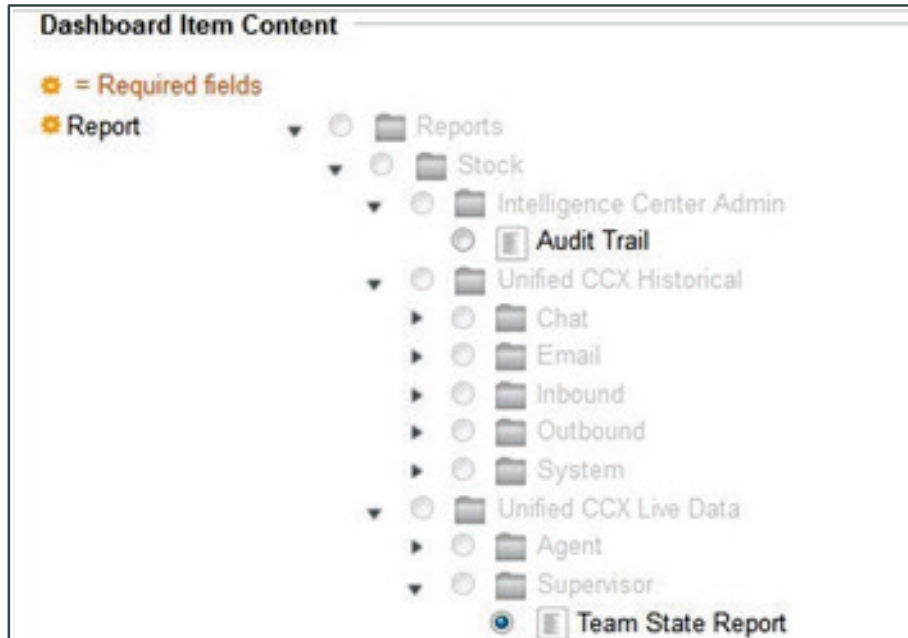 Dashboard Item Content
= Required fields
Report
Reports
Stock
Intelligence Center Admin
Audit Trail
Unified CCX Historical
Chat
Email
Inbound
Outbound
System
Unified CCX Live Data
Agent
Supervisor
Team State Report